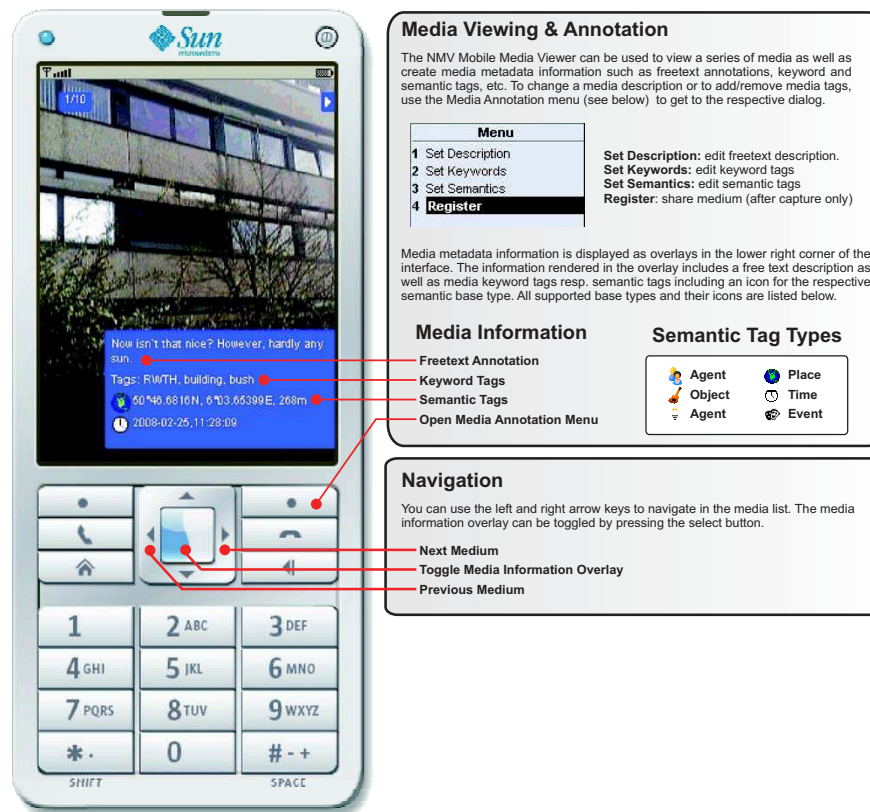 Sun
microsystems
1/10
Now isn't that nice? However, hardly any
sun.
Tags: RWTH, building, bush
50°46.6816N, 6°03.65399E, 268m
2008-02-25,11:28:09
1
2 ABC
3 DEF
4 GHI
5 JKL
6 MNO
7 PQRS
8 TUV
9 WXYZ
* .
0
# - +
SHIFT
SPACE
Media Viewing & Annotation
The NMV Mobile Media Viewer can be used to view a series of media as well as
create media metadata information such as freetext annotations, keyword and
semantic tags, etc. To change a media description or to add/remove media tags,
use the Media Annotation menu (see below) to get to the respective dialog.
Menu
1 Set Description
2 Set Keywords
3 Set Semantics
4 Register
Set Description: edit freetext description.
Set Keywords: edit keyword tags
Set Semantics: edit semantic tags
Register: share medium (after capture only)
Media metadata information is displayed as overlays in the lower right corner of the
interface. The information rendered in the overlay includes a free text description as
well as media keyword tags resp. semantic tags including an icon for the respective
semantic base type. All supported base types and their icons are listed below.
Media Information
Freetext Annotation
Keyword Tags
Semantic Tags
Open Media Annotation Menu
Semantic Tag Types
Agent
Place
Object
Time
Agent
Event
Navigation
You can use the left and right arrow keys to navigate in the media list. The media
information overlay can be toggled by pressing the select button.
Next Medium
Toggle Media Information Overlay
Previous Medium